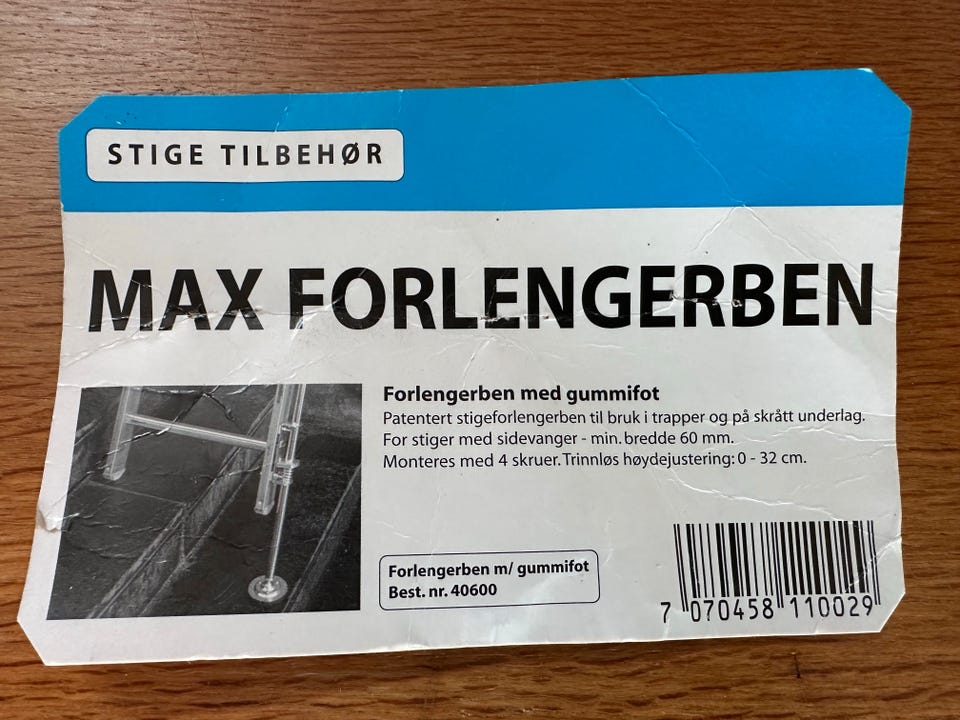 STIGE TILBEHØR
MAX FORLENGERBEN
Forlengerben med gummifot
Patentert stigeforlengerben til bruk i trapper og på skrått underlag.
For stiger med sidevanger - min. bredde 60 mm.
Monteres med 4 skruer. Trinnløs høydejustering: 0 - 32 cm.
Forlengerben m/ gummifot
Best. nr. 40600
7 070458 110029